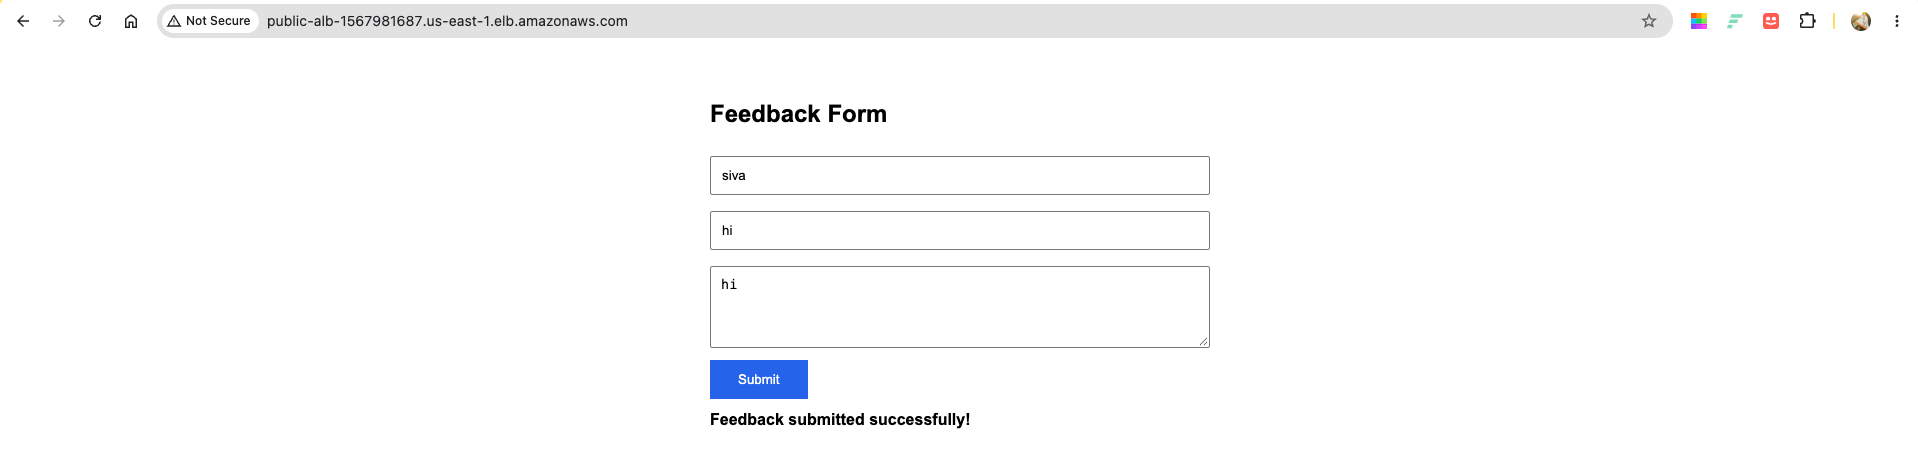 Not Secure public-alb-1567981687.us-east-1.elb.amazonaws.com
Feedback Form
siva
hi
hi
Submit
Feedback submitted successfully!